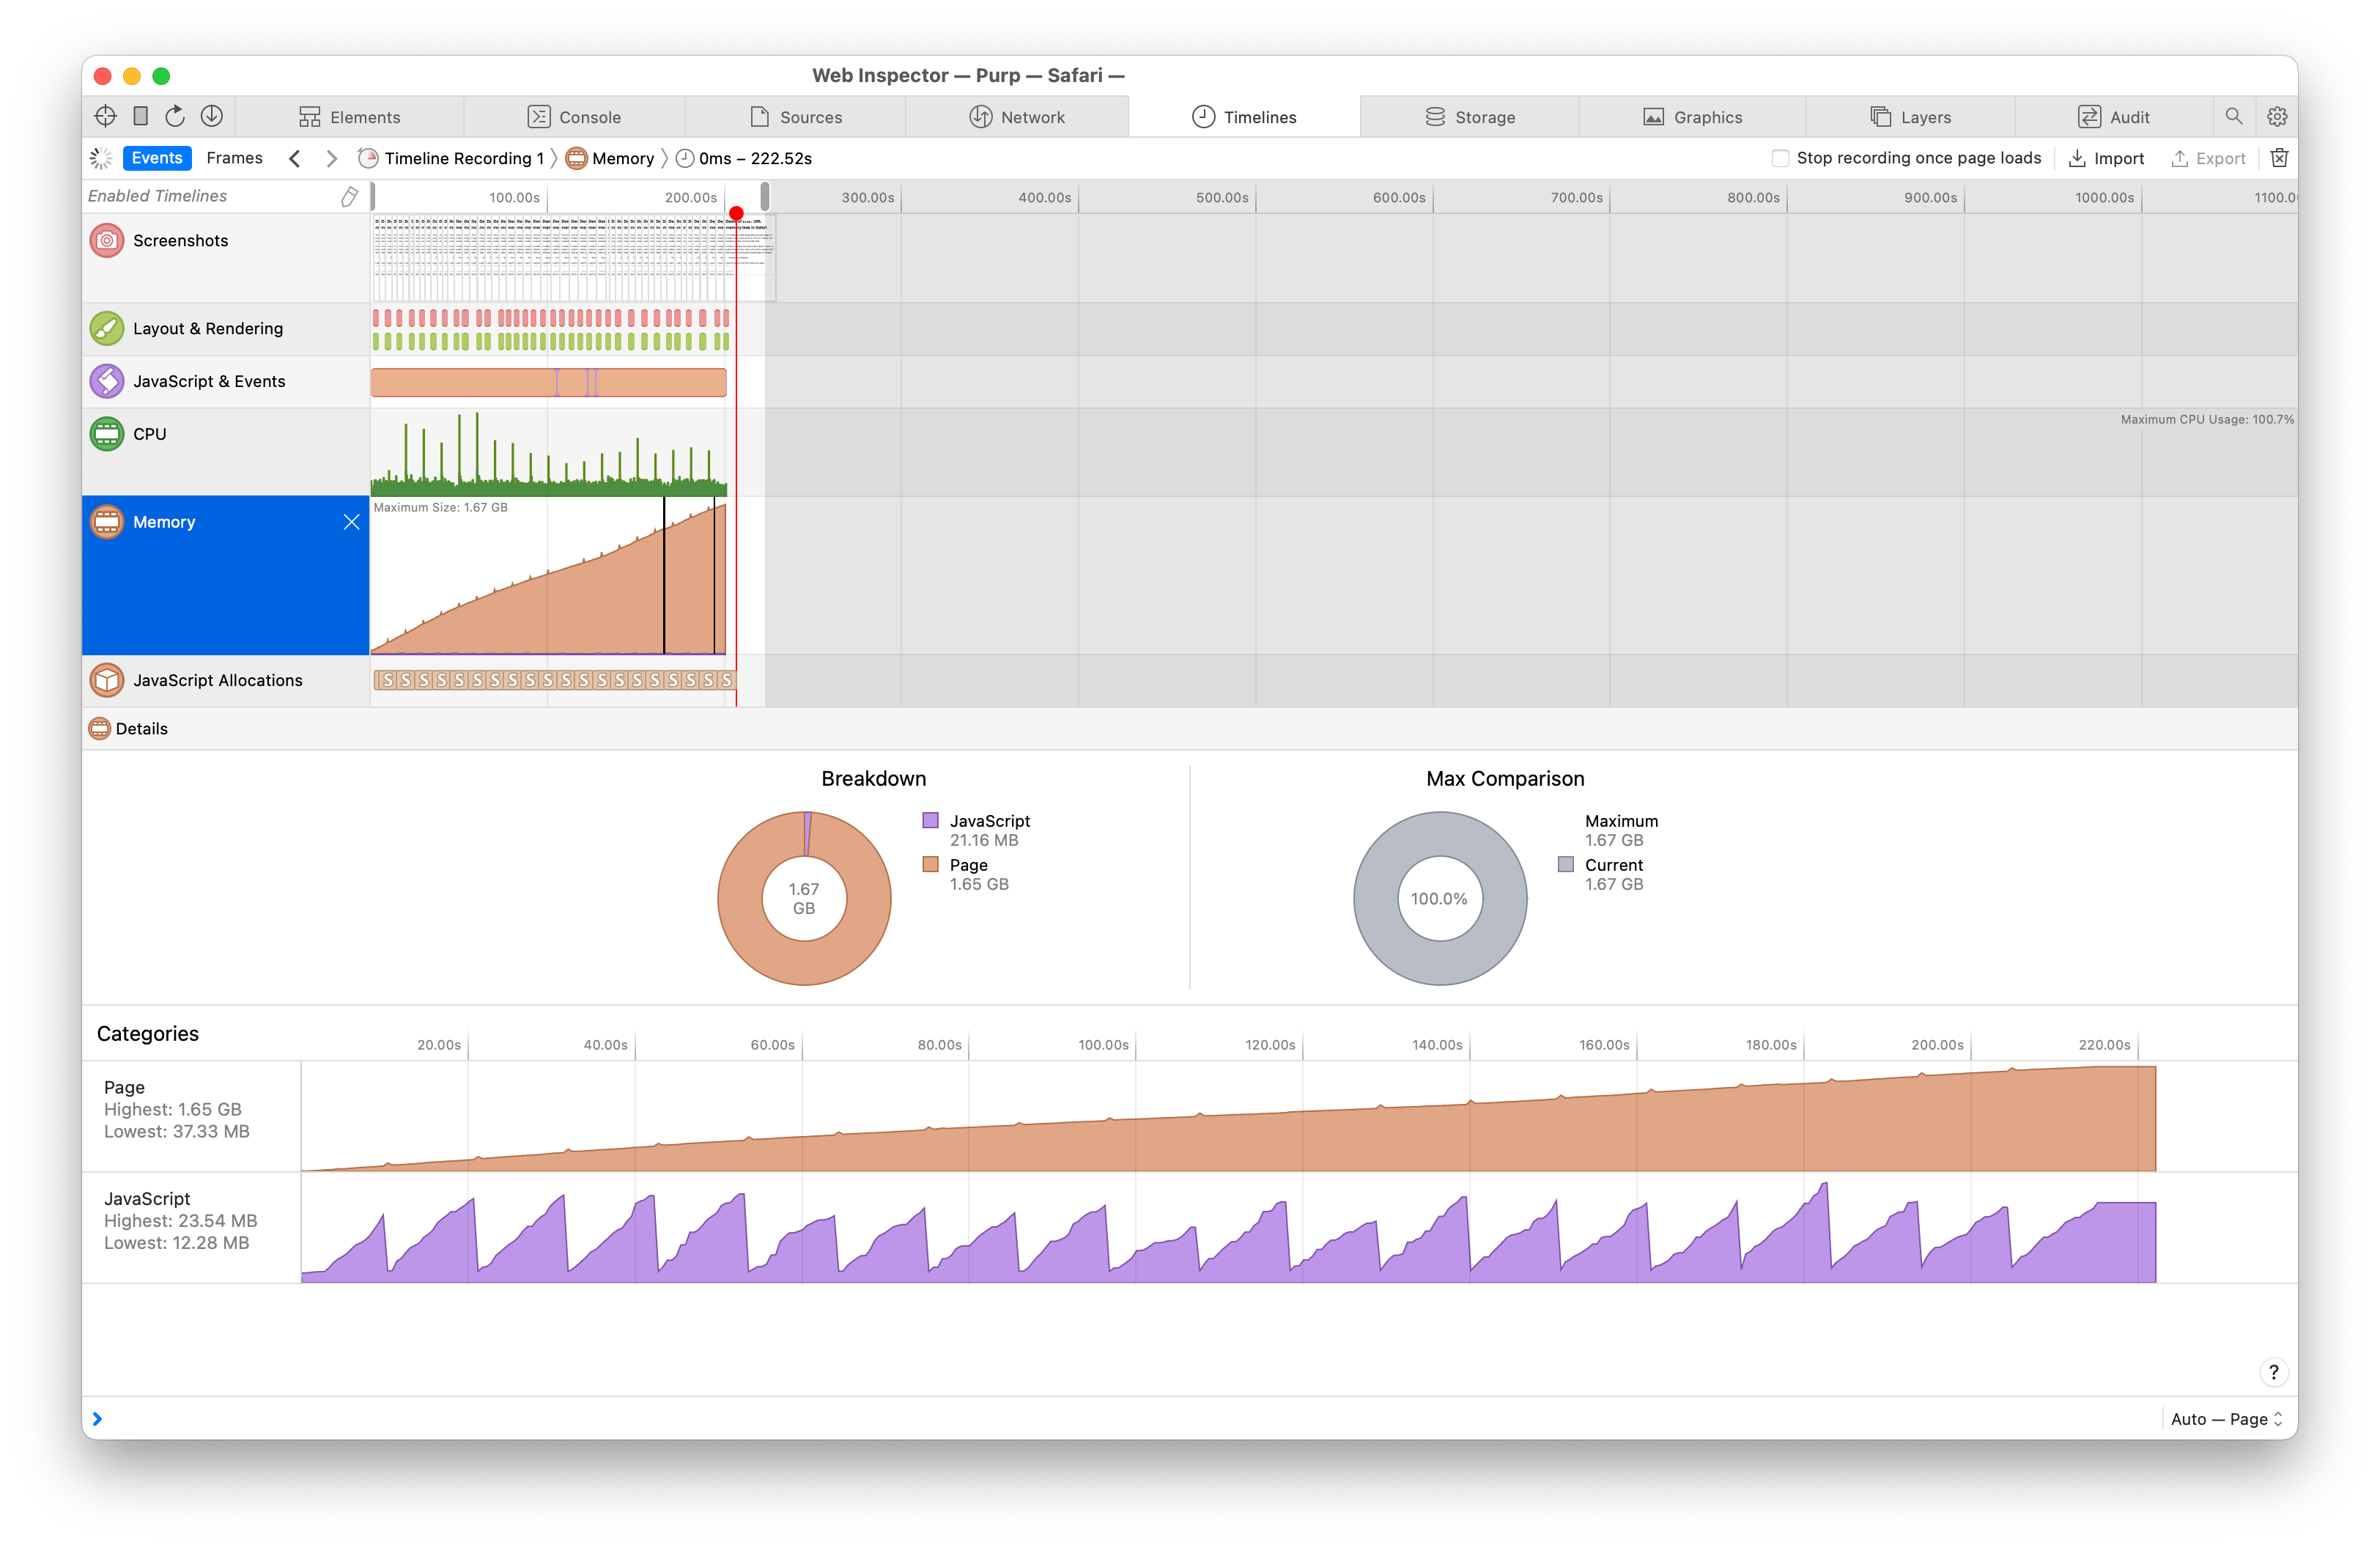 Web Inspector — Purp — Safari —
Elements
Console
Sources
Network
Timelines
Storage
Graphics
Layers
Audit
Events
Frames
Timeline Recording 1
Memory
0ms – 222.52s
Stop recording once page loads
Import
Export
Enabled Timelines
100.00s
200.00s
300.00s
400.00s
500.00s
600.00s
700.00s
800.00s
900.00s
1000.00s
1100.0
Screenshots
Layout & Rendering
JavaScript & Events
CPU
Maximum CPU Usage: 100.7%
Memory
Maximum Size: 1.67 GB
JavaScript Allocations
S S S S S S S S S S S S S S S S S S S S
Details
Breakdown
1.67
GB
JavaScript
21.16 MB
Page
1.65 GB
Max Comparison
100.0%
Maximum
1.67 GB
Current
1.67 GB
Categories
20.00s
40.00s
60.00s
80.00s
100.00s
120.00s
140.00s
160.00s
180.00s
200.00s
220.00s
Page
Highest: 1.65 GB
Lowest: 37.33 MB
JavaScript
Highest: 23.54 MB
Lowest: 12.28 MB
?
Auto — Page